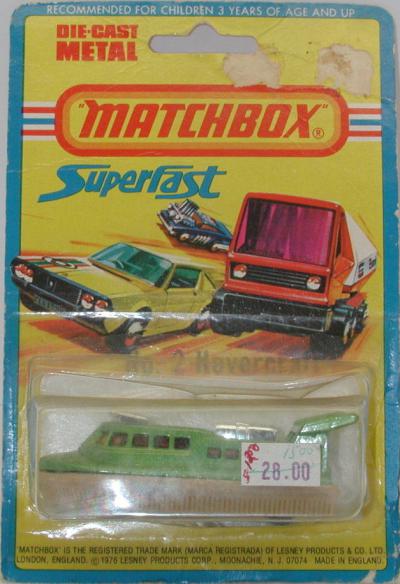 RECOMMENDED FOR CHILDREN 3 YEARS OF AGE AND UP
DIE-CAST
METAL
"MATCHBOX"®
Superfast
No. 2 Hovercraft
1500
28.00
"MATCHBOX" IS THE REGISTERED TRADE MARK (MARCA REGISTRADA) OF LESNEY PRODUCTS & CO. LTD.
LONDON, ENGLAND. ©1976 LESNEY PRODUCTS CORP., MOONACHIE, N.J. 07074 MADE IN ENGLAND.